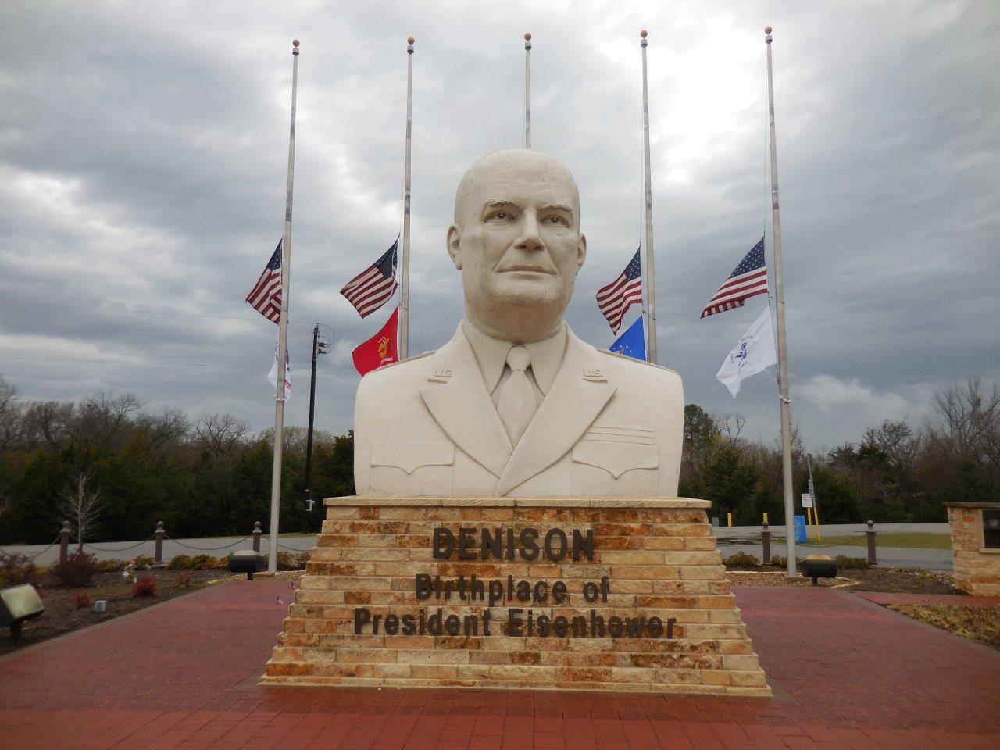 U.S. U.S.
DENISON
Birthplace of
President Eisenhower